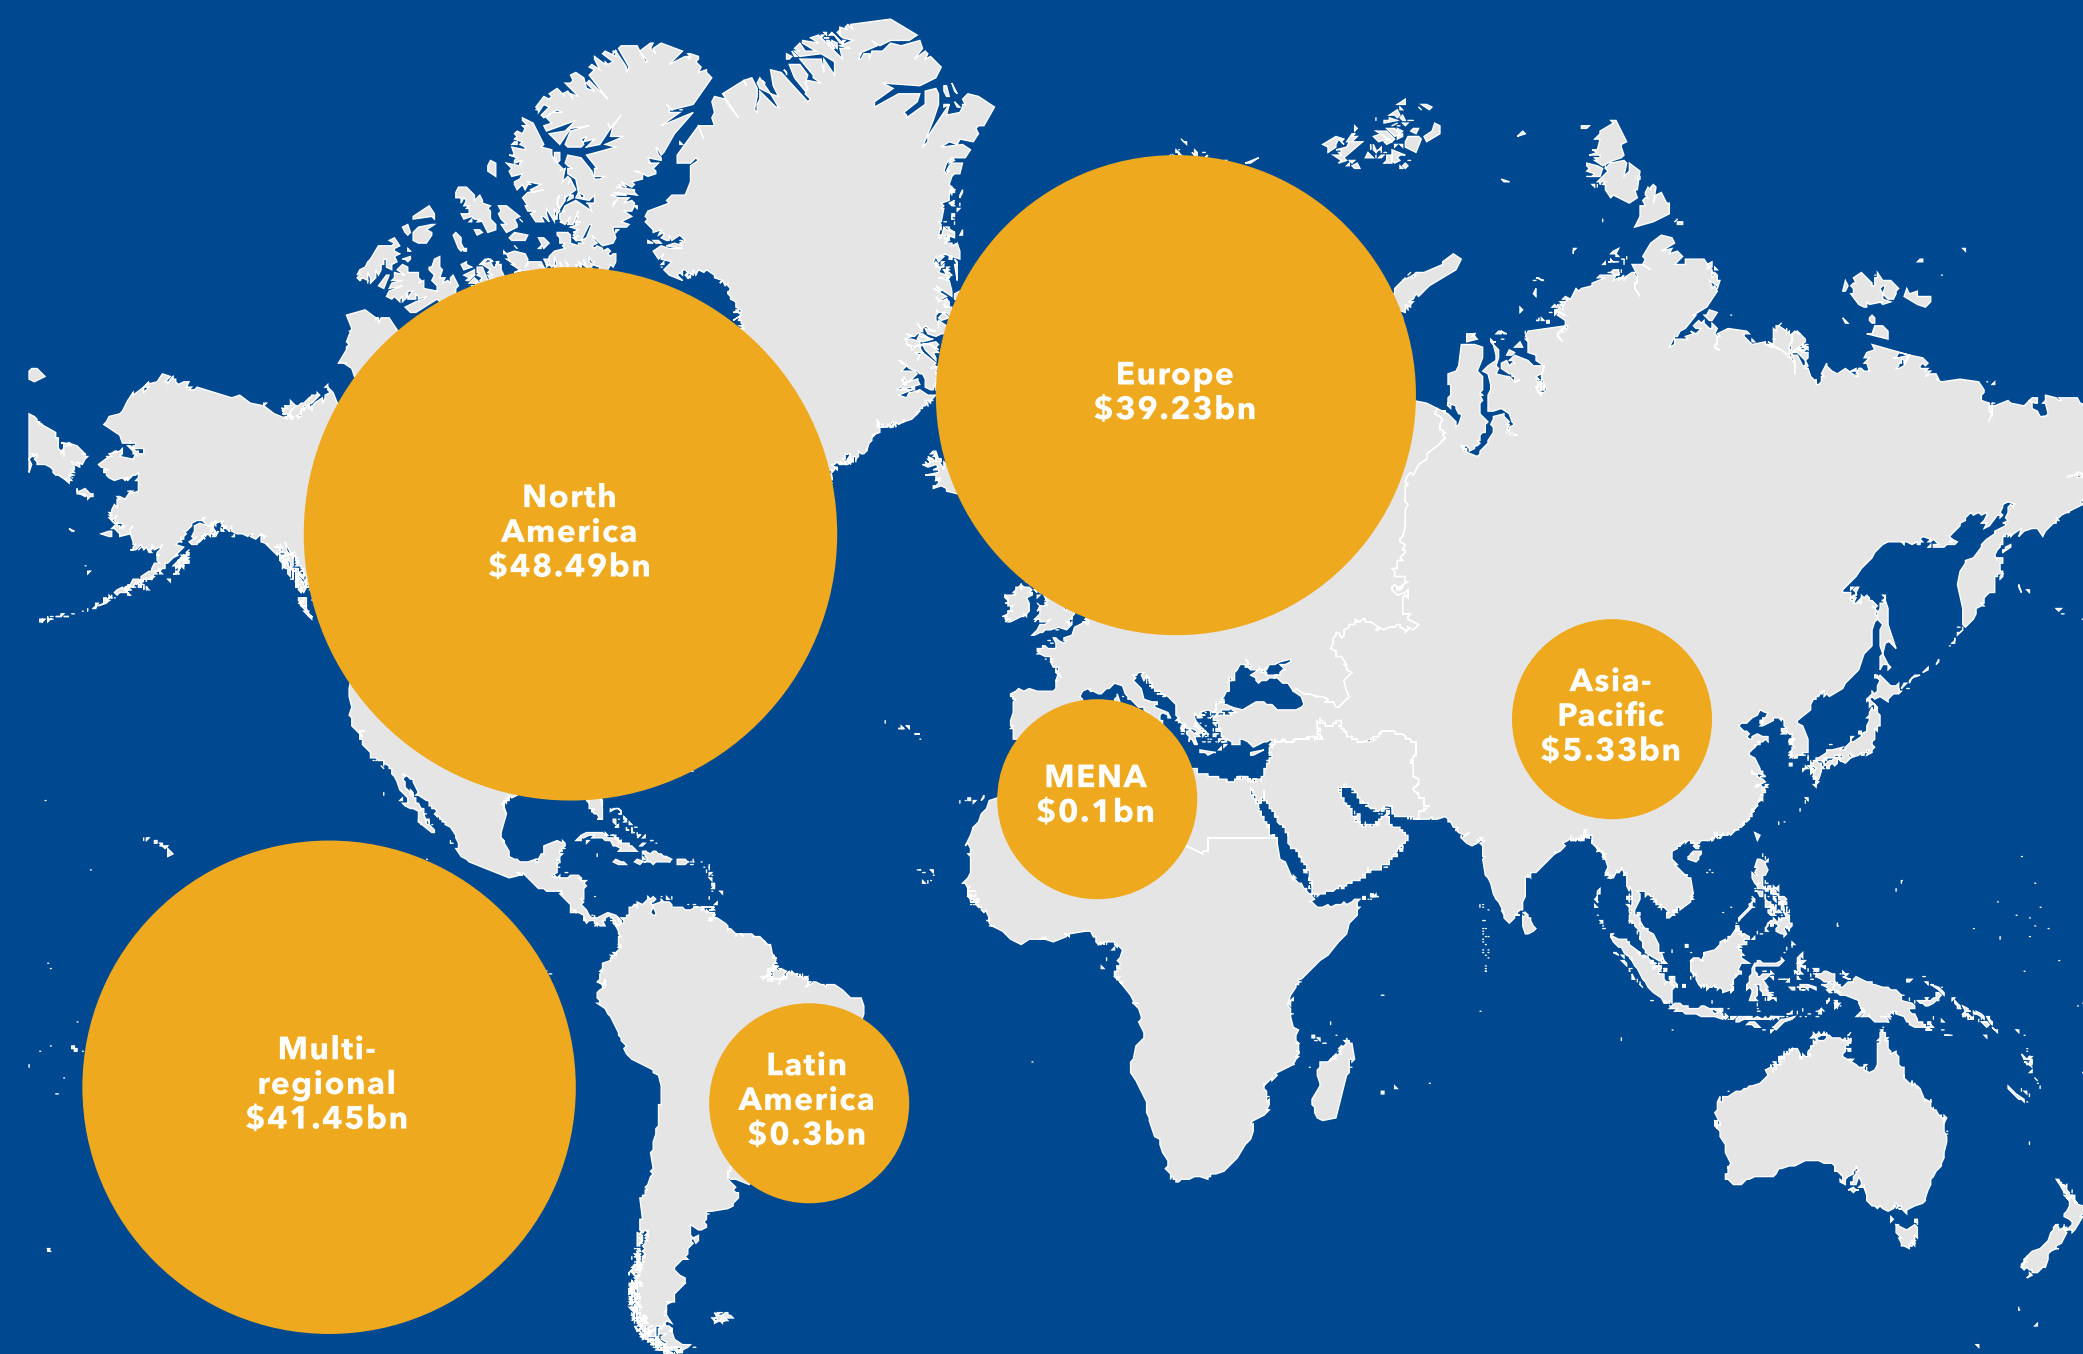 Europe
$39.23bn
North
America
$48.49bn
Asia-
Pacific
$5.33bn
MENA
$0.1bn
Multi-
regional
$41.45bn
Latin
America
$0.3bn